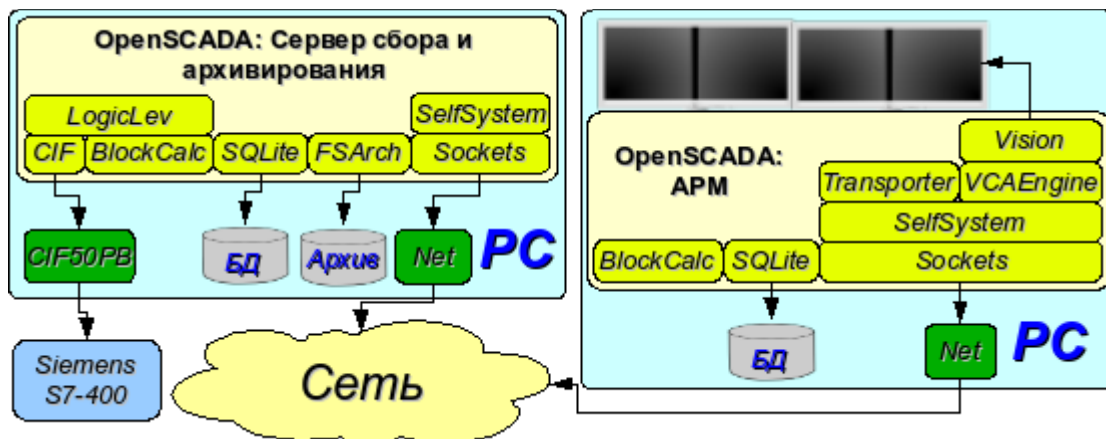 OpenSCADA: Сервер сбора и
архивирования
LogicLev
SelfSystem
CIF
BlockCalc
SQLite
FSArch
Sockets
CIF50PB
БД
Архив
Net
PC
Siemens
S7-400
Сеть
OpenSCADA:
АРМ
Vision
Transporter
VCAEngine
SelfSystem
BlockCalc
SQLite
Sockets
БД
Net
PC